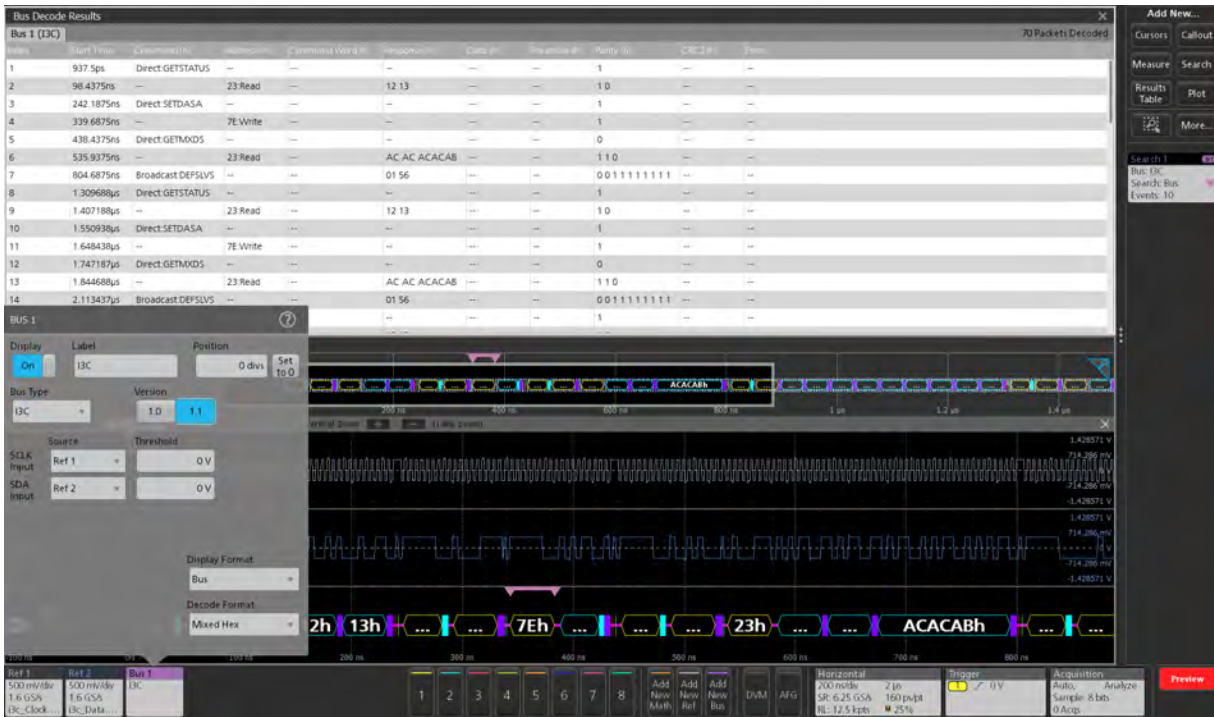 Bus Decode Results
Bus 1 (I3C)
70 Packets Decoded
1 937.5ps Direct:GETSTATUS -- -- -- -- -- 1 -- --
2 98.4375ns -- 23:Read -- 12 13 -- -- 1 0 -- --
3 242.1875ns Direct:SETDASA -- -- -- -- -- 1 -- --
4 339.6875ns -- 7E:Write -- -- -- -- 1 -- --
5 438.4375ns Direct:GETMXDS -- -- -- -- -- 0 -- --
6 535.9375ns -- 23:Read -- AC AC ACACAB -- -- 1 1 0 -- --
7 804.6875ns Broadcast:DEFSLVS -- -- 01 56 -- -- 0 0 1 1 1 1 1 1 1 1 -- --
8 1.309688µs Direct:GETSTATUS -- -- -- -- -- 1 -- --
9 1.407188µs -- 23:Read -- 12 13 -- -- 1 0 -- --
10 1.550938µs Direct:SETDASA -- -- -- -- -- 1 -- --
11 1.648438µs -- 7E:Write -- -- -- -- 1 -- --
12 1.747187µs Direct:GETMXDS -- -- -- -- -- 0 -- --
13 1.844688µs -- 23:Read -- AC AC ACACAB -- -- 1 1 0 -- --
14 2.113437µs Broadcast:DEFSLVS -- -- 01 56 -- -- 0 0 1 1 1 1 1 1 1 1 -- --
-- -- -- 1 -- --
Add New...
Cursors Callout
Measure Search
Results Table Plot
More...
Search 1
Bus: I3C
Search: Bus
Events: 10
BUS 1
Display Label Position
On I3C 0 divs Set to 0
Bus Type Version
I3C 1.0 1.1
Source Threshold
SCLK Input Ref 1 0 V
SDA Input Ref 2 0 V
Display Format
Bus
Decode Format
Mixed Hex
ACACABh
200 ns 400 ns 600 ns 800 ns 1 µs 1.2 µs 1.4 µs
1.428571 V
714.286 mV
-714.286 mV
-1.428571 V
1.428571 V
714.286 mV
0 V
-714.286 mV
-1.428571 V
2h 13h ... ... 7Eh ... ... ... 23h ... ... ACACABh ... ...
200 ns 300 ns 400 ns 500 ns 600 ns 700 ns 800 ns
Ref 1
500 mV/div
1.6 GS/s
i3c_Clock...
Ref 2
500 mV/div
1.6 GS/s
i3c_Data...
Bus 1
I3C
1 2 3 4 5 6 7 8
Add New Math
Add New Ref
Add New Bus
DVM AFG
Horizontal
200 ns/div 2 µs
SR: 6.25 GS/s 160 ps/pt
RL: 12.5 kpts 25%
Trigger
1 0 V
Acquisition
Auto, Analyze
Sample: 8 bits
0 Acqs
Preview